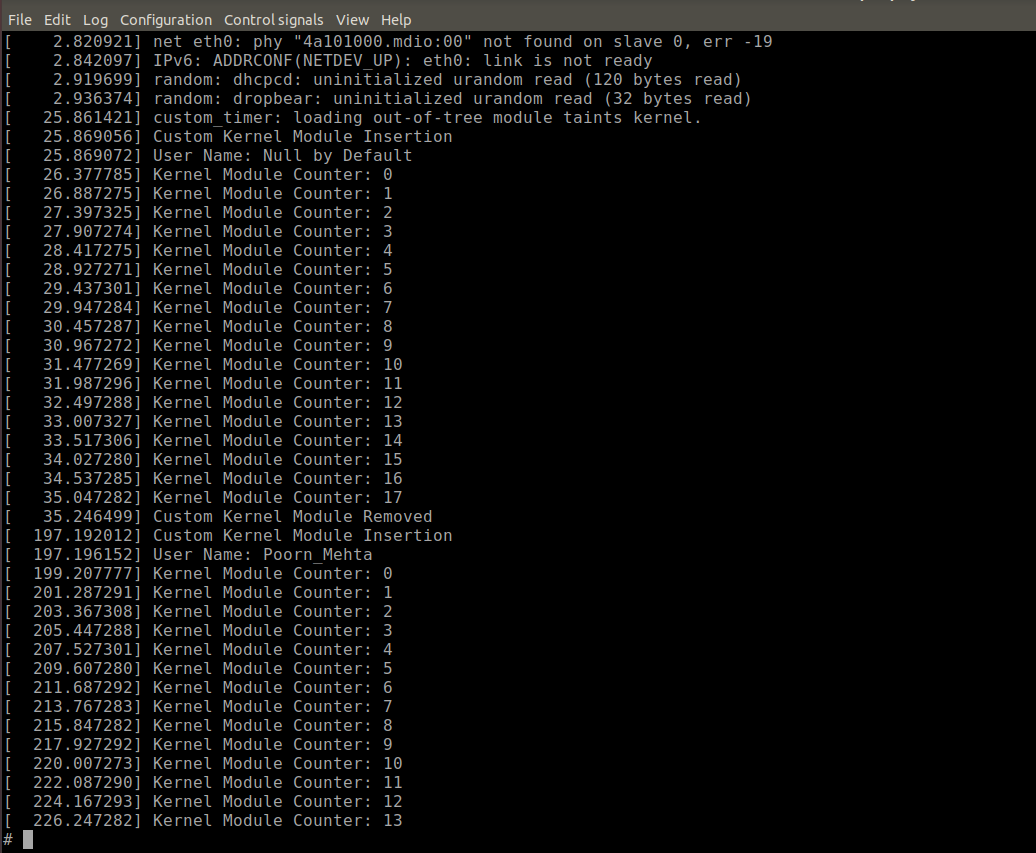 File Edit Log Configuration Control signals View Help
[    2.820921] net eth0: phy "4a101000.mdio:00" not found on slave 0, err -19
[    2.842097] IPv6: ADDRCONF(NETDEV_UP): eth0: link is not ready
[    2.919699] random: dhcpcd: uninitialized urandom read (120 bytes read)
[    2.936374] random: dropbear: uninitialized urandom read (32 bytes read)
[   25.861421] custom_timer: loading out-of-tree module taints kernel.
[   25.869056] Custom Kernel Module Insertion
[   25.869072] User Name: Null by Default
[   26.377785] Kernel Module Counter: 0
[   26.887275] Kernel Module Counter: 1
[   27.397325] Kernel Module Counter: 2
[   27.907274] Kernel Module Counter: 3
[   28.417275] Kernel Module Counter: 4
[   28.927271] Kernel Module Counter: 5
[   29.437301] Kernel Module Counter: 6
[   29.947284] Kernel Module Counter: 7
[   30.457287] Kernel Module Counter: 8
[   30.967272] Kernel Module Counter: 9
[   31.477269] Kernel Module Counter: 10
[   31.987296] Kernel Module Counter: 11
[   32.497288] Kernel Module Counter: 12
[   33.007327] Kernel Module Counter: 13
[   33.517306] Kernel Module Counter: 14
[   34.027280] Kernel Module Counter: 15
[   34.537285] Kernel Module Counter: 16
[   35.047282] Kernel Module Counter: 17
[   35.246499] Custom Kernel Module Removed
[  197.192012] Custom Kernel Module Insertion
[  197.196152] User Name: Poorn_Mehta
[  199.207777] Kernel Module Counter: 0
[  201.287291] Kernel Module Counter: 1
[  203.367308] Kernel Module Counter: 2
[  205.447288] Kernel Module Counter: 3
[  207.527301] Kernel Module Counter: 4
[  209.607280] Kernel Module Counter: 5
[  211.687292] Kernel Module Counter: 6
[  213.767283] Kernel Module Counter: 7
[  215.847282] Kernel Module Counter: 8
[  217.927292] Kernel Module Counter: 9
[  220.007273] Kernel Module Counter: 10
[  222.087290] Kernel Module Counter: 11
[  224.167293] Kernel Module Counter: 12
[  226.247282] Kernel Module Counter: 13
#